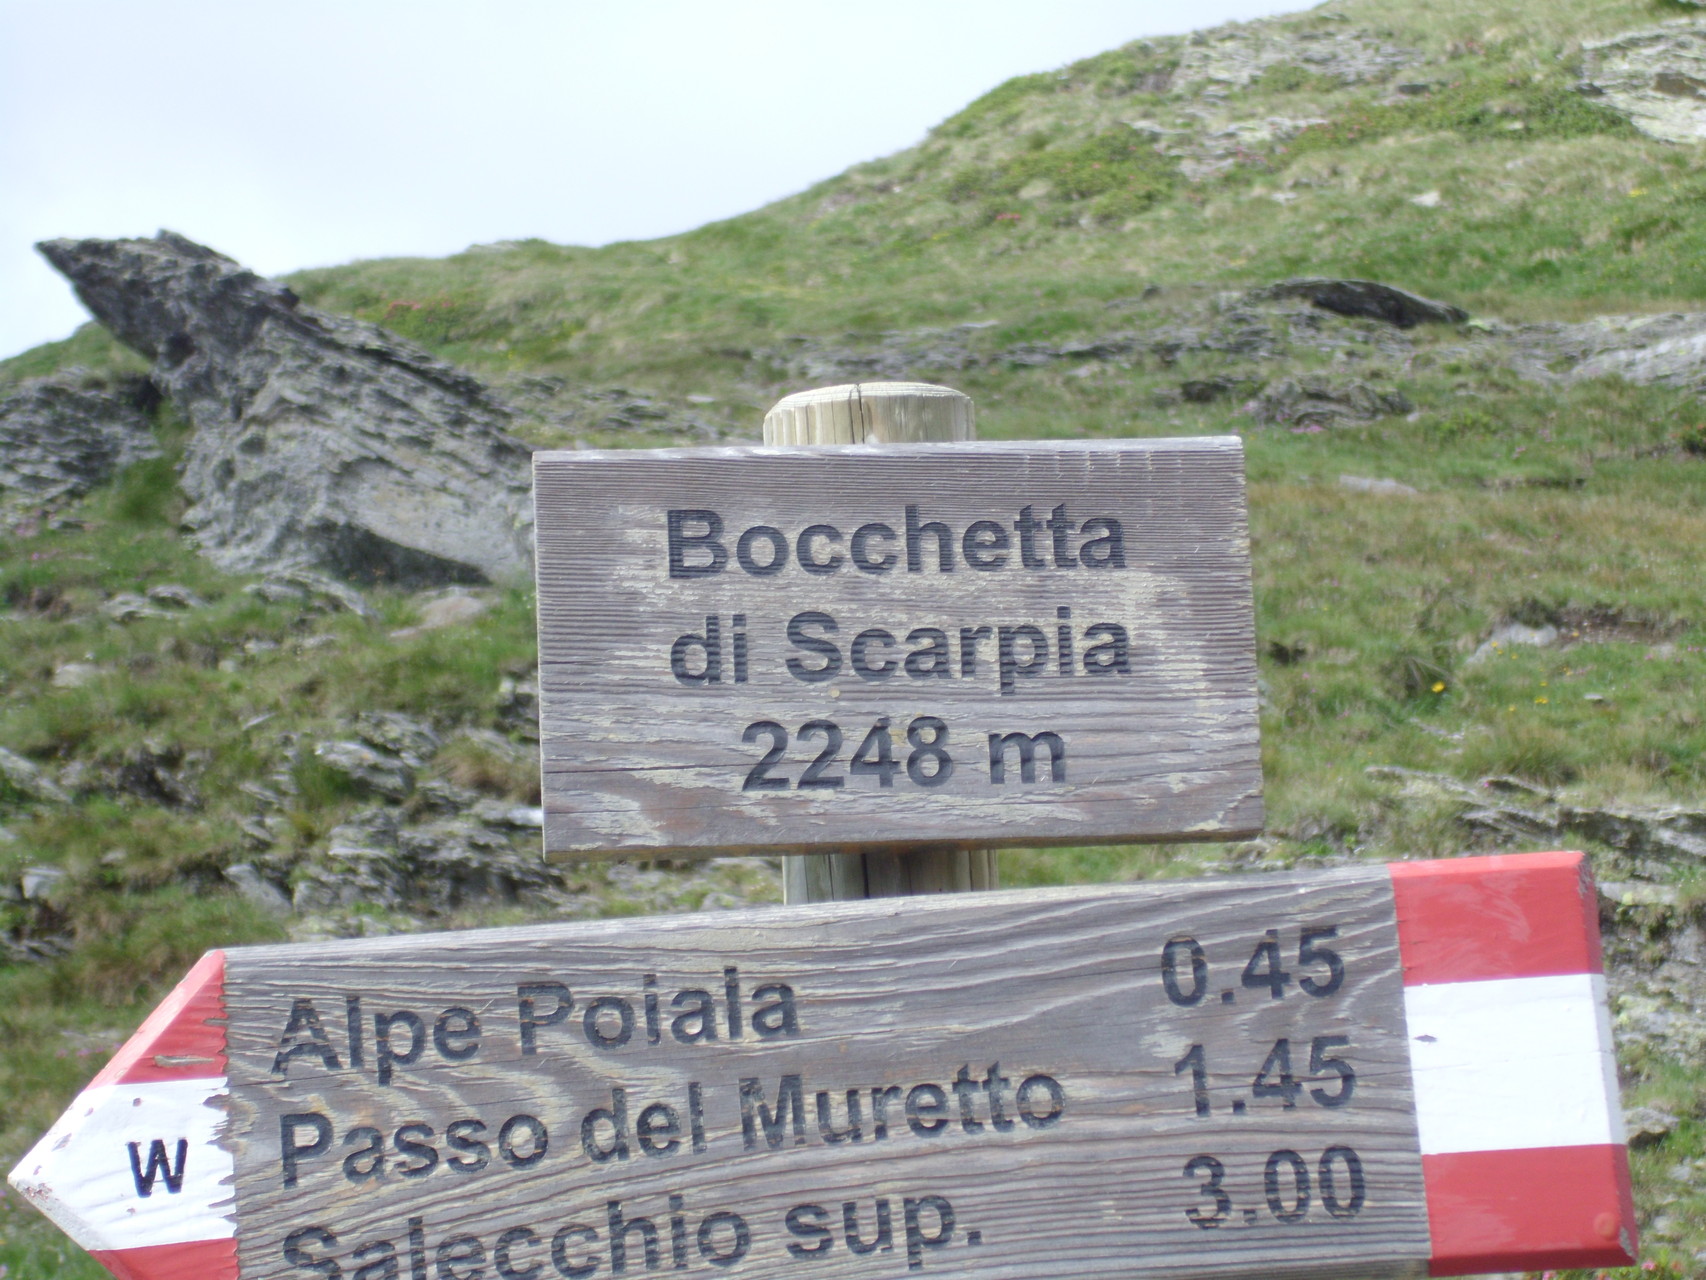 Bocchetta
di Scarpia
2248 m
Alpe Poiala 0.45
W Passo del Muretto 1.45
Salecchio sup. 3.00